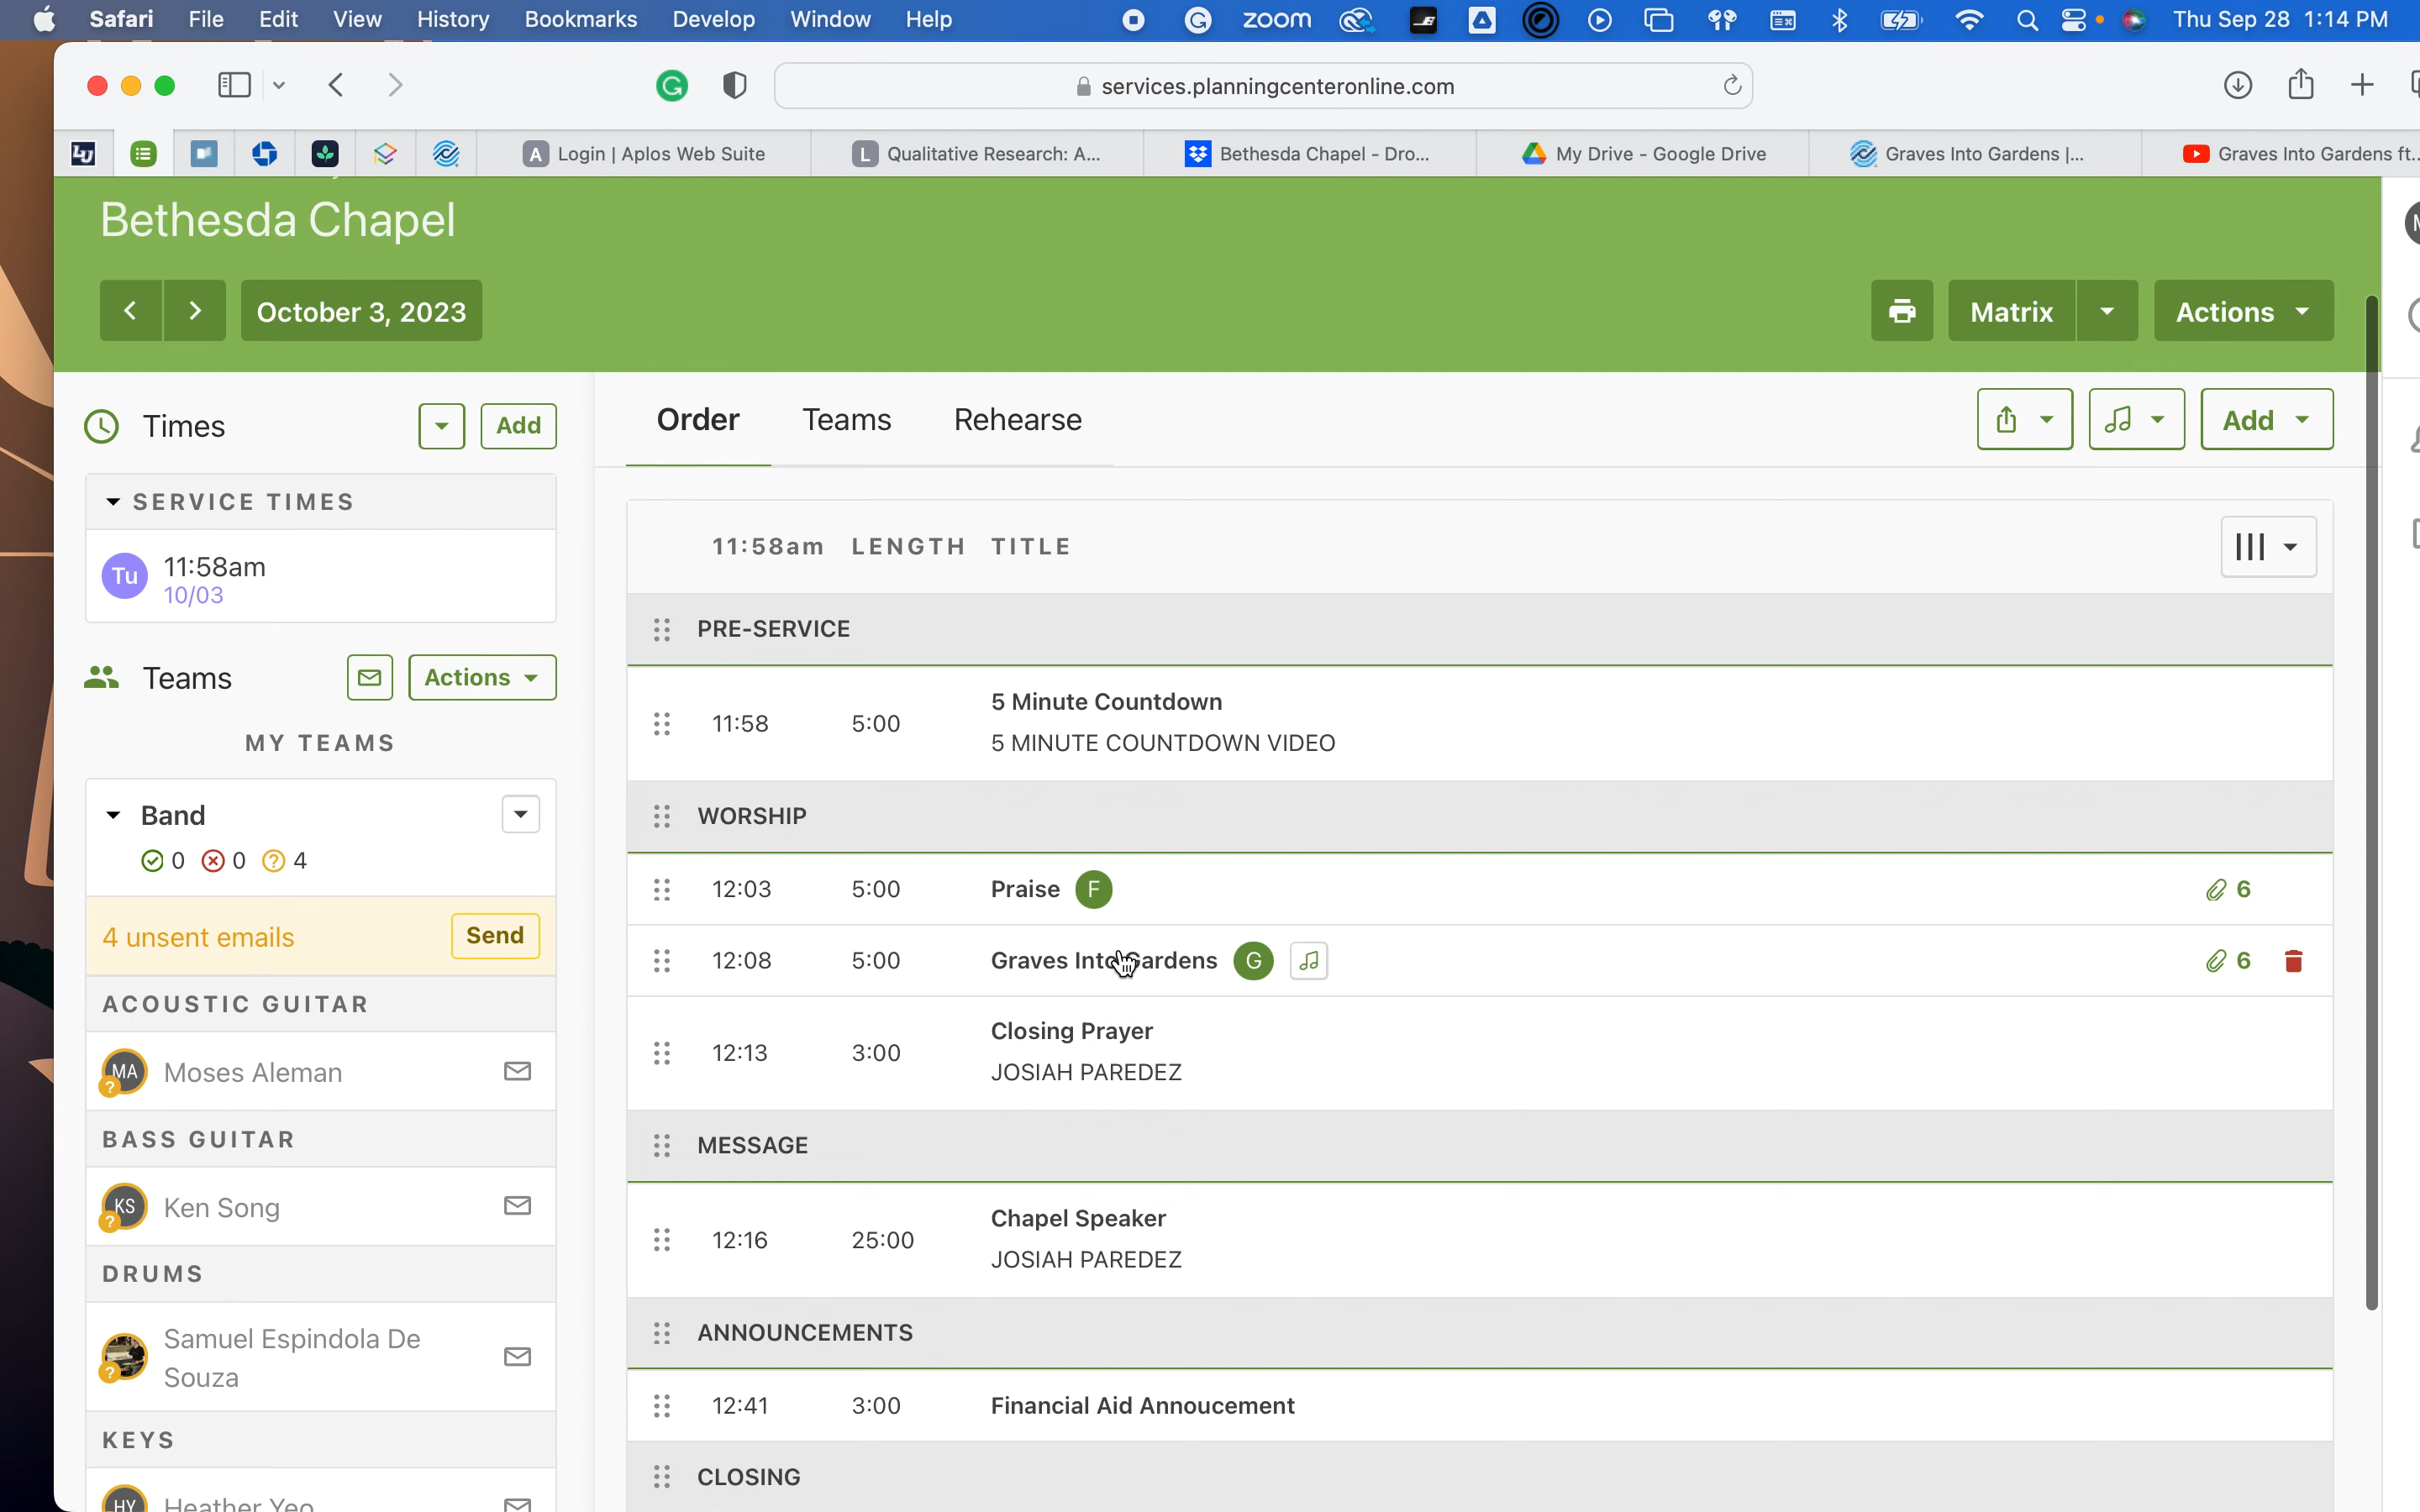 Safari File Edit View History Bookmarks Develop Window Help zoom Thu Sep 28 1:14 PM
services.planningcenteronline.com
A Login | Aplos Web Suite L Qualitative Research: A... Bethesda Chapel - Dro... My Drive - Google Drive Graves Into Gardens |... Graves Into Gardens ft...
Bethesda Chapel
October 3, 2023 Matrix Actions
Times Add
SERVICE TIMES
Tu 11:58am
10/03
Teams Actions
MY TEAMS
Band
0 0 ? 4
4 unsent emails Send
ACOUSTIC GUITAR
MA ? Moses Aleman
BASS GUITAR
KS ? Ken Song
DRUMS
? Samuel Espindola De
Souza
KEYS
HY Heather Yeo
Order Teams Rehearse Add
11:58am LENGTH TITLE
PRE-SERVICE
11:58 5:00 5 Minute Countdown
5 MINUTE COUNTDOWN VIDEO
WORSHIP
12:03 5:00 Praise F 6
12:08 5:00 Graves Into Gardens G 6
12:13 3:00 Closing Prayer
JOSIAH PAREDEZ
MESSAGE
12:16 25:00 Chapel Speaker
JOSIAH PAREDEZ
ANNOUNCEMENTS
12:41 3:00 Financial Aid Annoucement
CLOSING